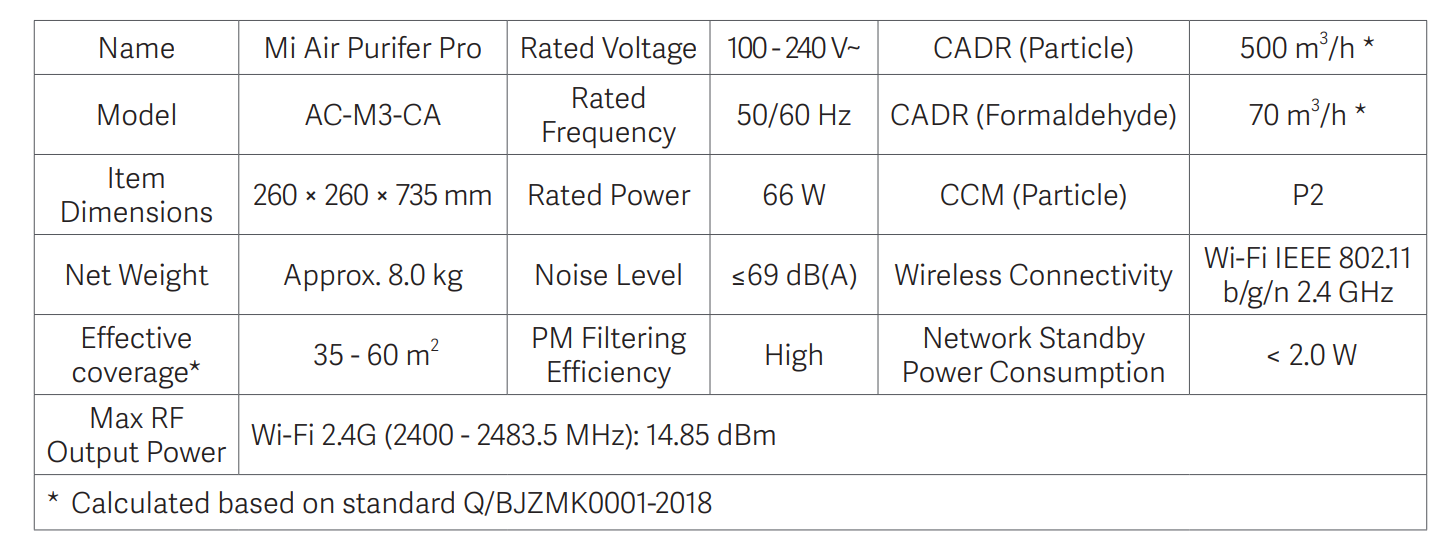 Name Mi Air Purifer Pro Rated Voltage 100 - 240 V~ CADR (Particle) 500 m³/h *
Model AC-M3-CA Rated Frequency 50/60 Hz CADR (Formaldehyde) 70 m³/h *
Item Dimensions 260 × 260 × 735 mm Rated Power 66 W CCM (Particle) P2
Net Weight Approx. 8.0 kg Noise Level ≤69 dB(A) Wireless Connectivity Wi-Fi IEEE 802.11 b/g/n 2.4 GHz
Effective coverage* 35 - 60 m² PM Filtering Efficiency High Network Standby Power Consumption < 2.0 W
Max RF Output Power Wi-Fi 2.4G (2400 - 2483.5 MHz): 14.85 dBm
* Calculated based on standard Q/BJZMK0001-2018